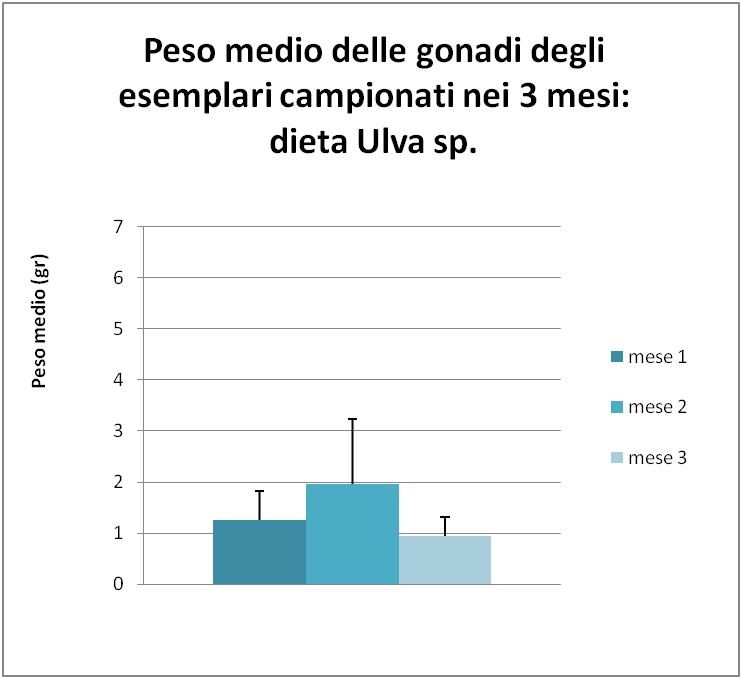 Peso medio delle gonadi degli
esemplari campionati nei 3 mesi:
dieta Ulva sp.
Peso medio (gr)
7
6
5
4
3
2
1
0
mese 1
mese 2
mese 3